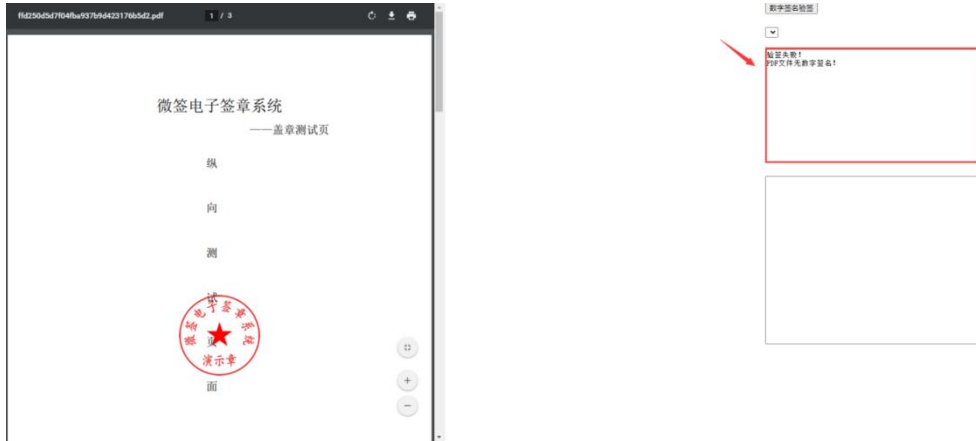 ffd250d5d7f04fba937b9d423176b5d2.pdf
1 / 3
微签电子签章系统
——盖章测试页
纵
向
测
试
页
面
微签电子签章系统
演示章
数字签名验签
验签失败！
PDF文件无数字签名！